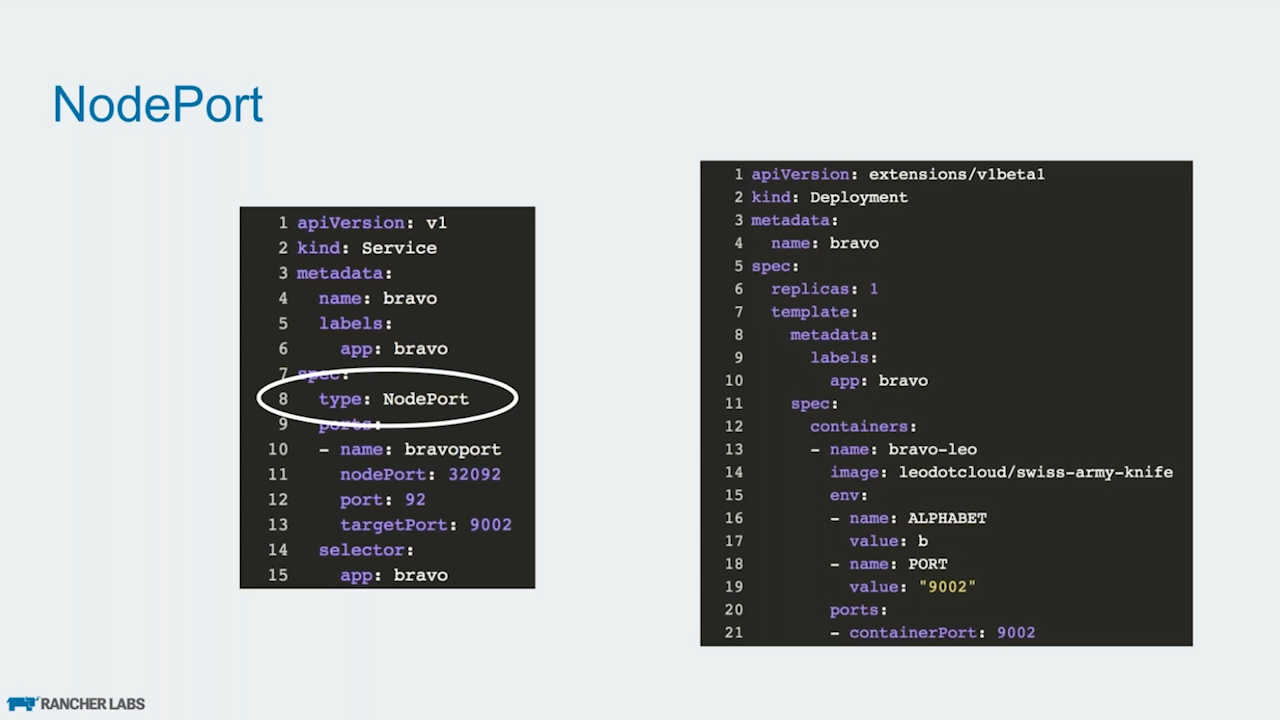 NodePort
1 apiVersion: v1
2 kind: Service
3 metadata:
4   name: bravo
5   labels:
6     app: bravo
7 spec:
8   type: NodePort
9   ports:
10   - name: bravoport
11     nodePort: 32092
12     port: 92
13     targetPort: 9002
14   selector:
15     app: bravo
1 apiVersion: extensions/v1beta1
2 kind: Deployment
3 metadata:
4   name: bravo
5 spec:
6   replicas: 1
7   template:
8     metadata:
9       labels:
10         app: bravo
11     spec:
12       containers:
13       - name: bravo-leo
14         image: leodotcloud/swiss-army-knife
15         env:
16         - name: ALPHABET
17           value: b
18         - name: PORT
19           value: "9002"
20         ports:
21         - containerPort: 9002
RANCHER LABS